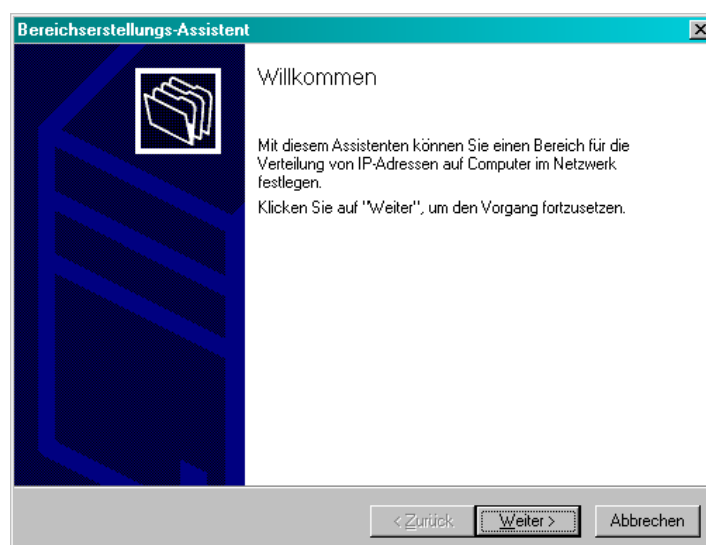 Bereichserstellungs-Assistent
Willkommen
Mit diesem Assistenten können Sie einen Bereich für die
Verteilung von IP-Adressen auf Computer im Netzwerk
festlegen.
Klicken Sie auf "Weiter", um den Vorgang fortzusetzen.
< Zurück Weiter > Abbrechen